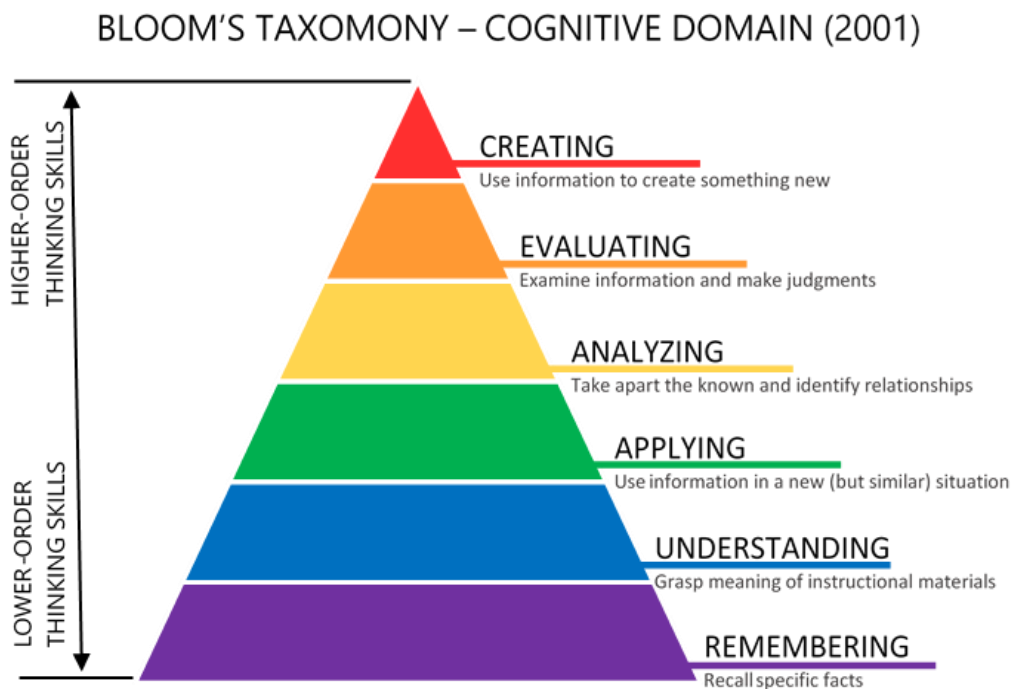 BLOOM'S TAXOMONY – COGNITIVE DOMAIN (2001)
HIGHER-ORDER
THINKING SKILLS
CREATING
Use information to create something new
EVALUATING
Examine information and make judgments
ANALYZING
Take apart the known and identify relationships
APPLYING
Use information in a new (but similar) situation
LOWER-ORDER
THINKING SKILLS
UNDERSTANDING
Grasp meaning of instructional materials
REMEMBERING
Recall specific facts